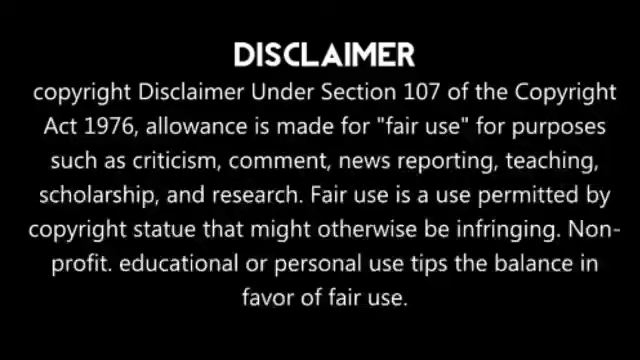 DISCLAIMER
copyright Disclaimer Under Section 107 of the Copyright
Act 1976, allowance is made for "fair use" for purposes
such as criticism, comment, news reporting, teaching,
scholarship, and research. Fair use is a use permitted by
copyright statue that might otherwise be infringing. Non-
profit. educational or personal use tips the balance in
favor of fair use.